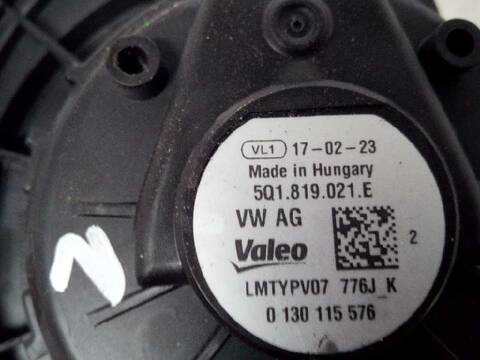 VL1 17-02-23
Made in Hungary
5Q1.819.021.E
VW AG
Valeo
2
LMTYPV07 776J_K
0 130 115 576